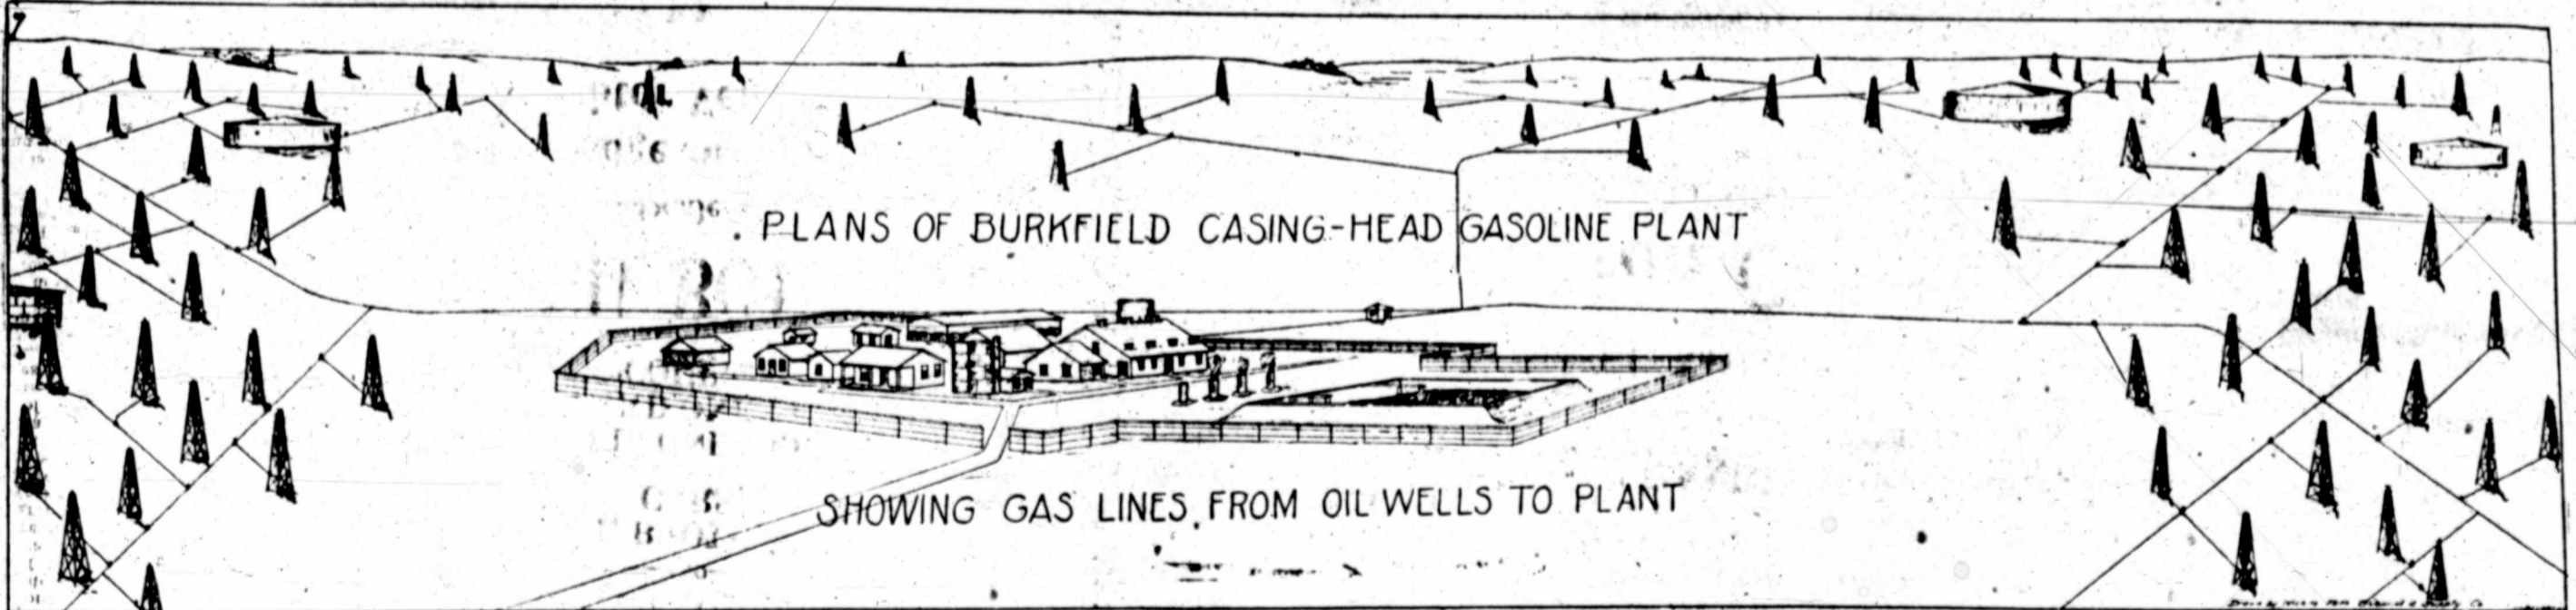 PLANS OF BURKFIELD CASING-HEAD GASOLINE PLANT
SHOWING GAS LINES FROM OIL WELLS TO PLANT